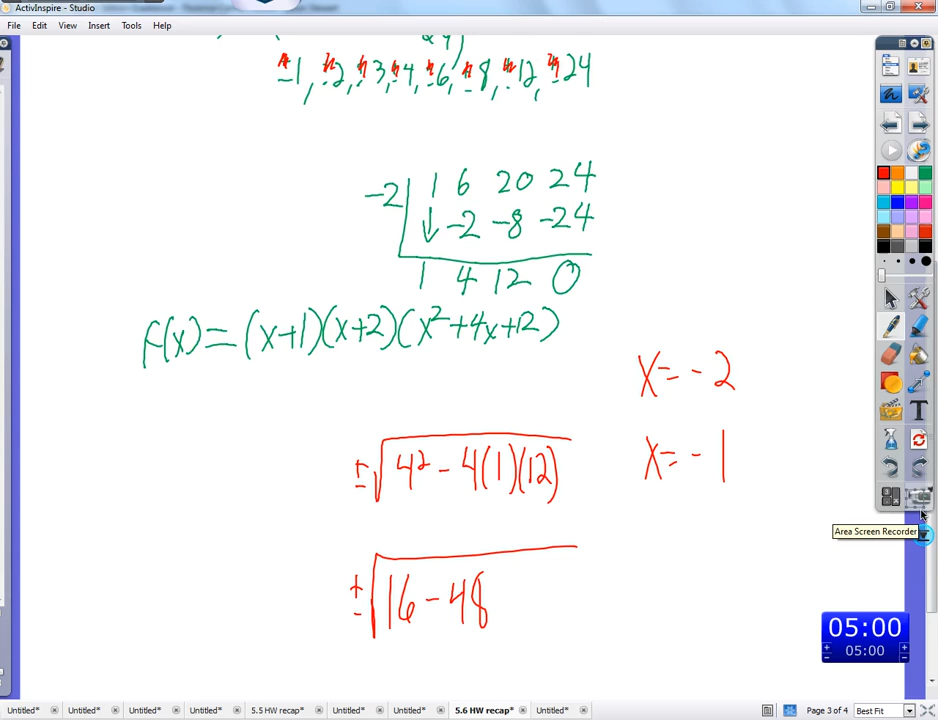 ActivInspire - Studio
File Edit View Insert Tools
±1, ±2, ±3, ±4, ±6, ±8, ±12, ±24
-2 | 1 6 20 24
↓ -2 -8 -24
1 4 12 0
f(x) = (x+1)(x+2)(x²+4x+12)
x = -2
±√4² - 4(1)(12)
x = -1
Area Screen Recorder
±√16 - 48
05:00
05:00
Untitled* Untitled* Untitled* Untitled* 5.5 HW recap* Untitled* Untitled* 5.6 HW recap* Untitled* Page 3 of 4 Best Fit